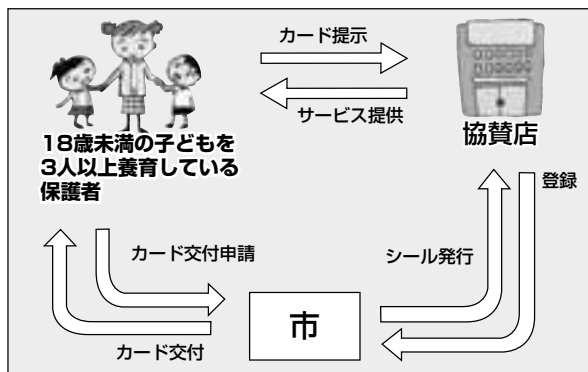 カード提示
サービス提供
18歳未満の子どもを
3人以上養育している
保護者
協賛店
登録
カード交付申請
シール発行
市
カード交付